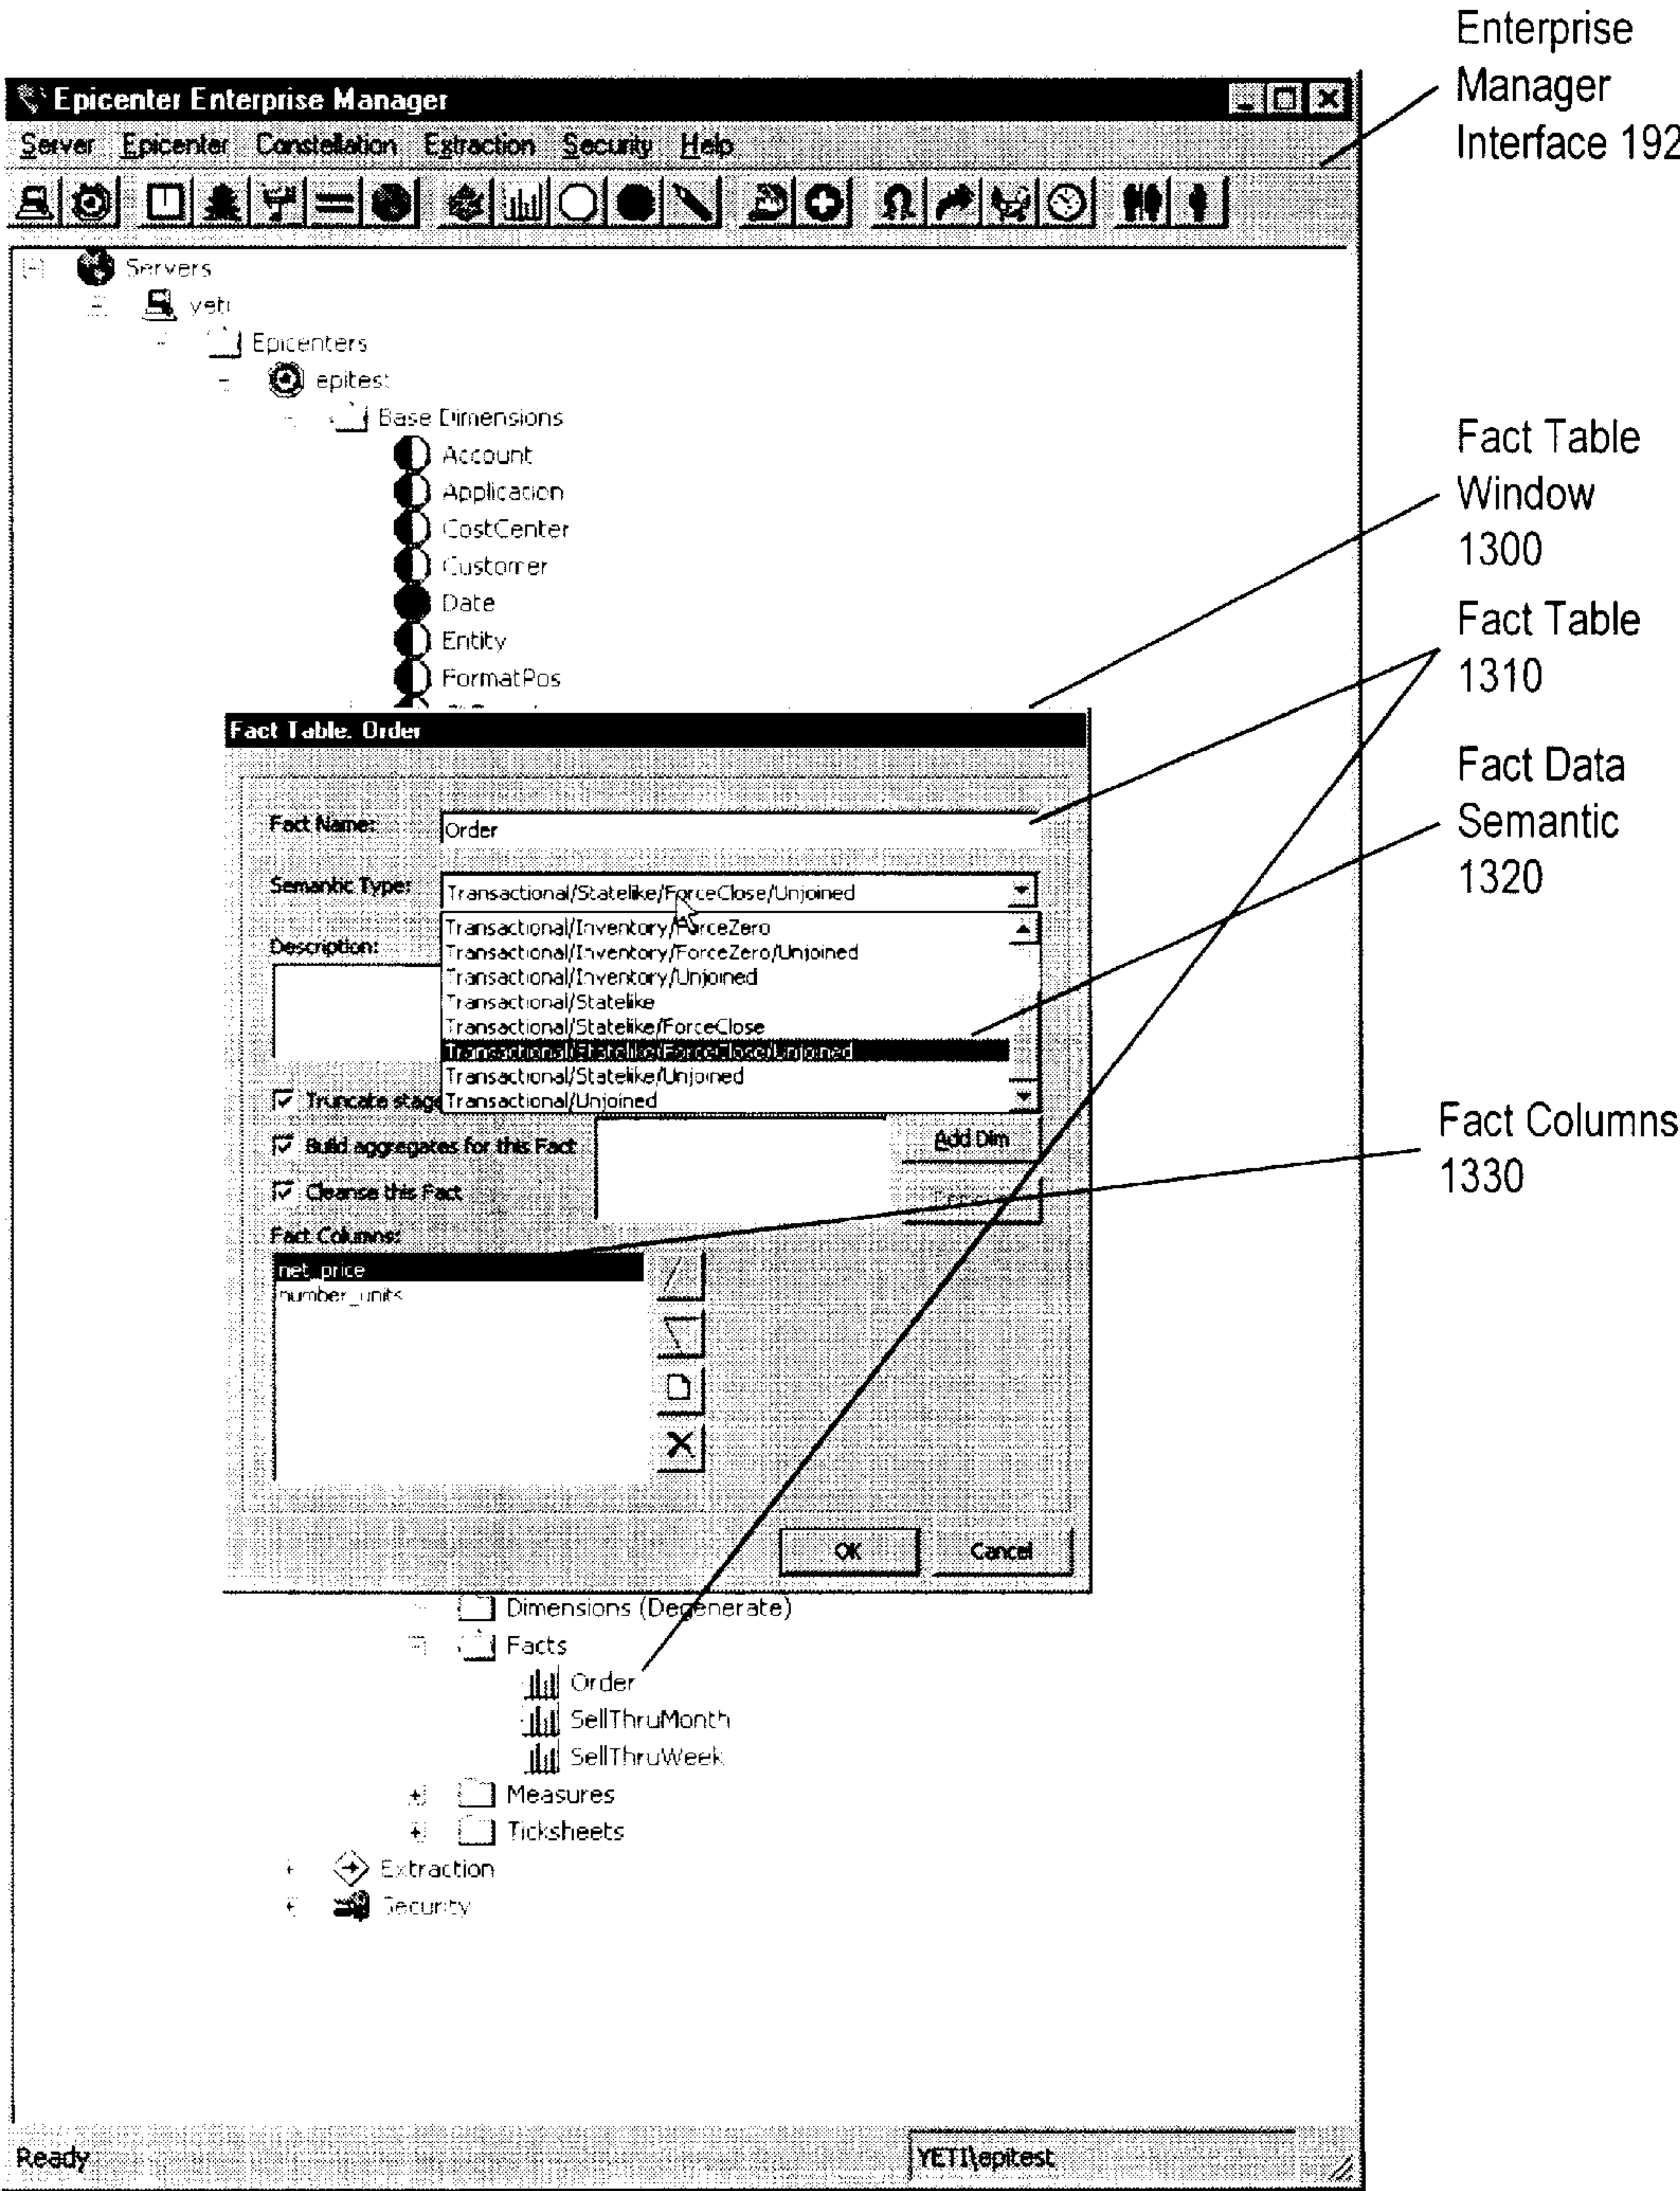 Enterprise
Manager
Interface 192
Epicenter Enterprise Manager
Server Epicenter Constellation Extraction Security Help
Servers
yeti
Epicenters
epitest
Base Dimensions
Account
Application
CostCenter
Customer
Date
Entity
FormatPos
Fact Table
Window
1300
Fact Table
1310
Fact Data
Semantic
1320
Fact Columns
1330
Fact Table. Order
Fact Name: Order
Semantic Type: Transactional/Statelike/ForceClose/Unjoined
Transactional/Inventory/ForceZero
Description:
Transactional/Inventory/ForceZero/Unjoined
Transactional/Inventory/Unjoined
Transactional/Statelike
Transactional/Statelike/ForceClose
Transactional/Statelike/ForceClose/Unjoined
Transactional/Statelike/Unjoined
Truncate stage Transactional/Unjoined
Build aggregates for this Fact Add Dim
Cleanse this Fact
Fact Columns:
net_price
number_units
OK Cancel
Dimensions (Degenerate)
Facts
Order
SellThruMonth
SellThruWeek
Measures
Ticksheets
Extraction
Security
Ready YETI\epitest